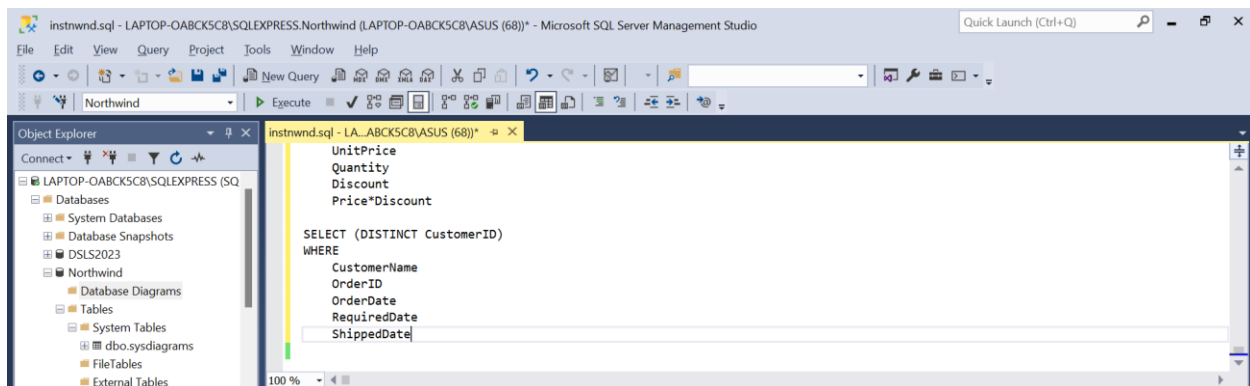 instnwnd.sql - LAPTOP-OABCK5C8\SQLEXPRESS.Northwind (LAPTOP-OABCK5C8\ASUS (68))* - Microsoft SQL Server Management Studio
Quick Launch (Ctrl+Q)
File Edit View Query Project Tools Window Help
New Query
Northwind
Execute
Object Explorer
instnwnd.sql - LA...ABCK5C8\ASUS (68))*
Connect
LAPTOP-OABCK5C8\SQLEXPRESS (SQ
Databases
System Databases
Database Snapshots
DSLS2023
Northwind
Database Diagrams
Tables
System Tables
dbo.sysdiagrams
FileTables
External Tables
UnitPrice
Quantity
Discount
Price*Discount
SELECT (DISTINCT CustomerID)
WHERE
CustomerName
OrderID
OrderDate
RequiredDate
ShippedDate
100 %